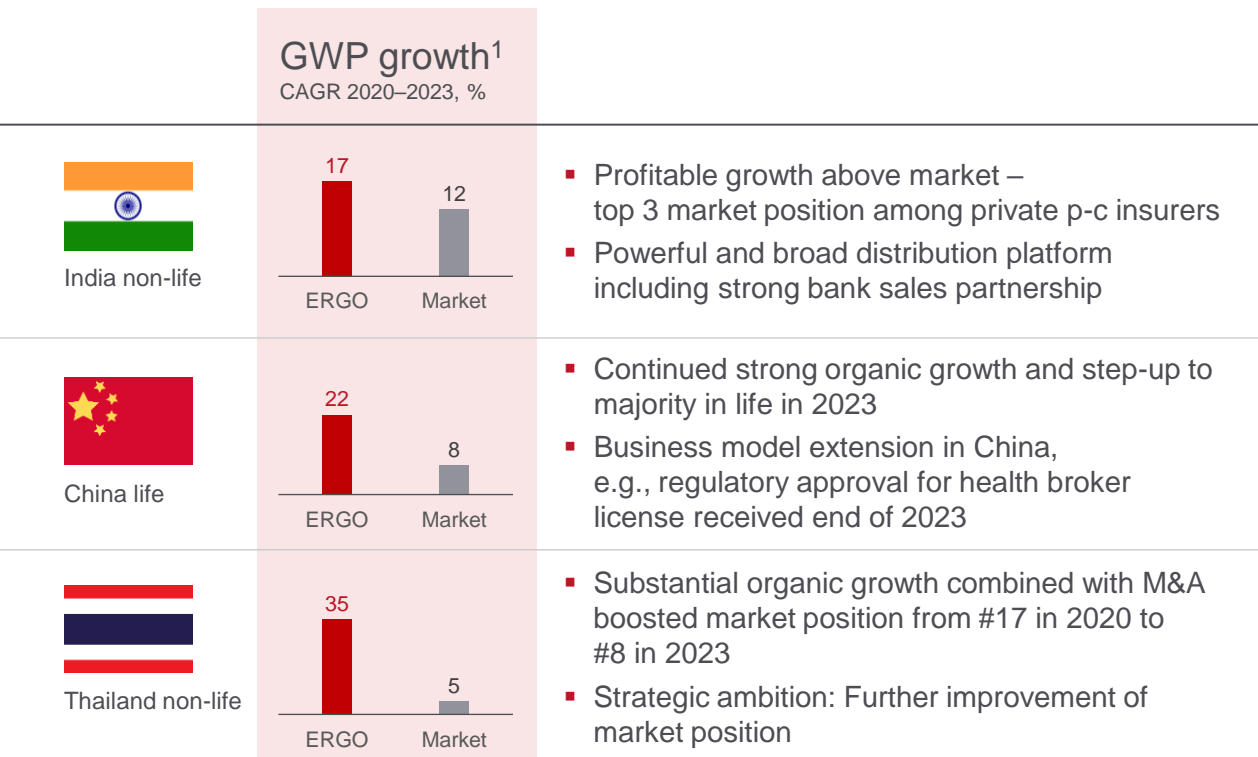 GWP growth¹
CAGR 2020–2023, %
India non-life
17
12
ERGO
Market
▪ Profitable growth above market –
top 3 market position among private p-c insurers
▪ Powerful and broad distribution platform
including strong bank sales partnership
China life
22
8
ERGO
Market
▪ Continued strong organic growth and step-up to
majority in life in 2023
▪ Business model extension in China,
e.g., regulatory approval for health broker
license received end of 2023
Thailand non-life
35
5
ERGO
Market
▪ Substantial organic growth combined with M&A
boosted market position from #17 in 2020 to
#8 in 2023
▪ Strategic ambition: Further improvement of
market position